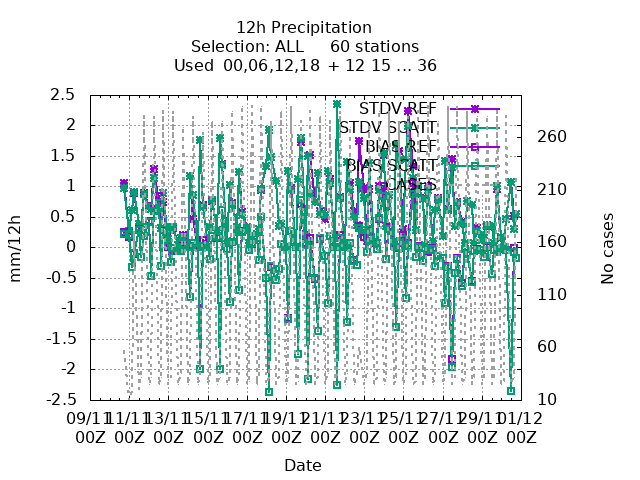 12h Precipitation
Selection: ALL     60 stations
Used  00,06,12,18 + 12 15 ... 36
STDV REF
STDV SCATT
BIAS REF
BIAS SCATT
CASES
2.5
2
1.5
1
0.5
0
-0.5
-1
-1.5
-2
-2.5
260
210
160
110
60
10
mm/12h
No cases
09/11 11/11 13/11 15/11 17/11 19/11 21/11 23/11 25/11 27/11 29/11 01/12
00Z 00Z 00Z 00Z 00Z 00Z 00Z 00Z 00Z 00Z 00Z 00Z
Date